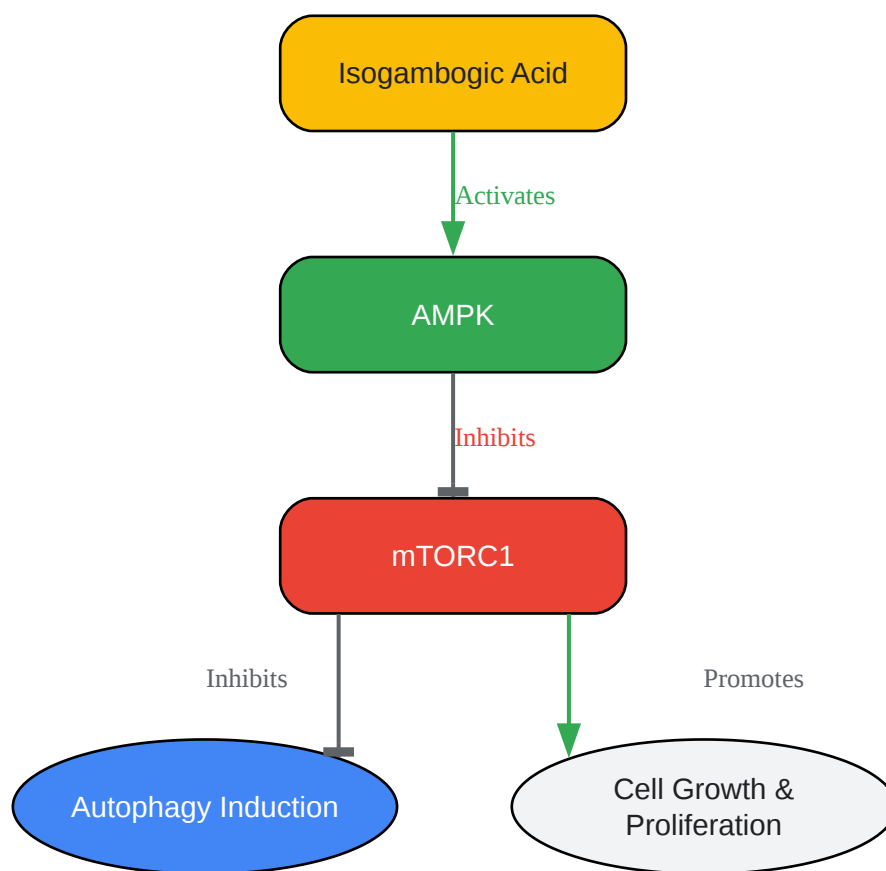 Isogambogic Acid
Activates
AMPK
Inhibits
mTORC1
Inhibits
Promotes
Autophagy Induction
Cell Growth &
Proliferation